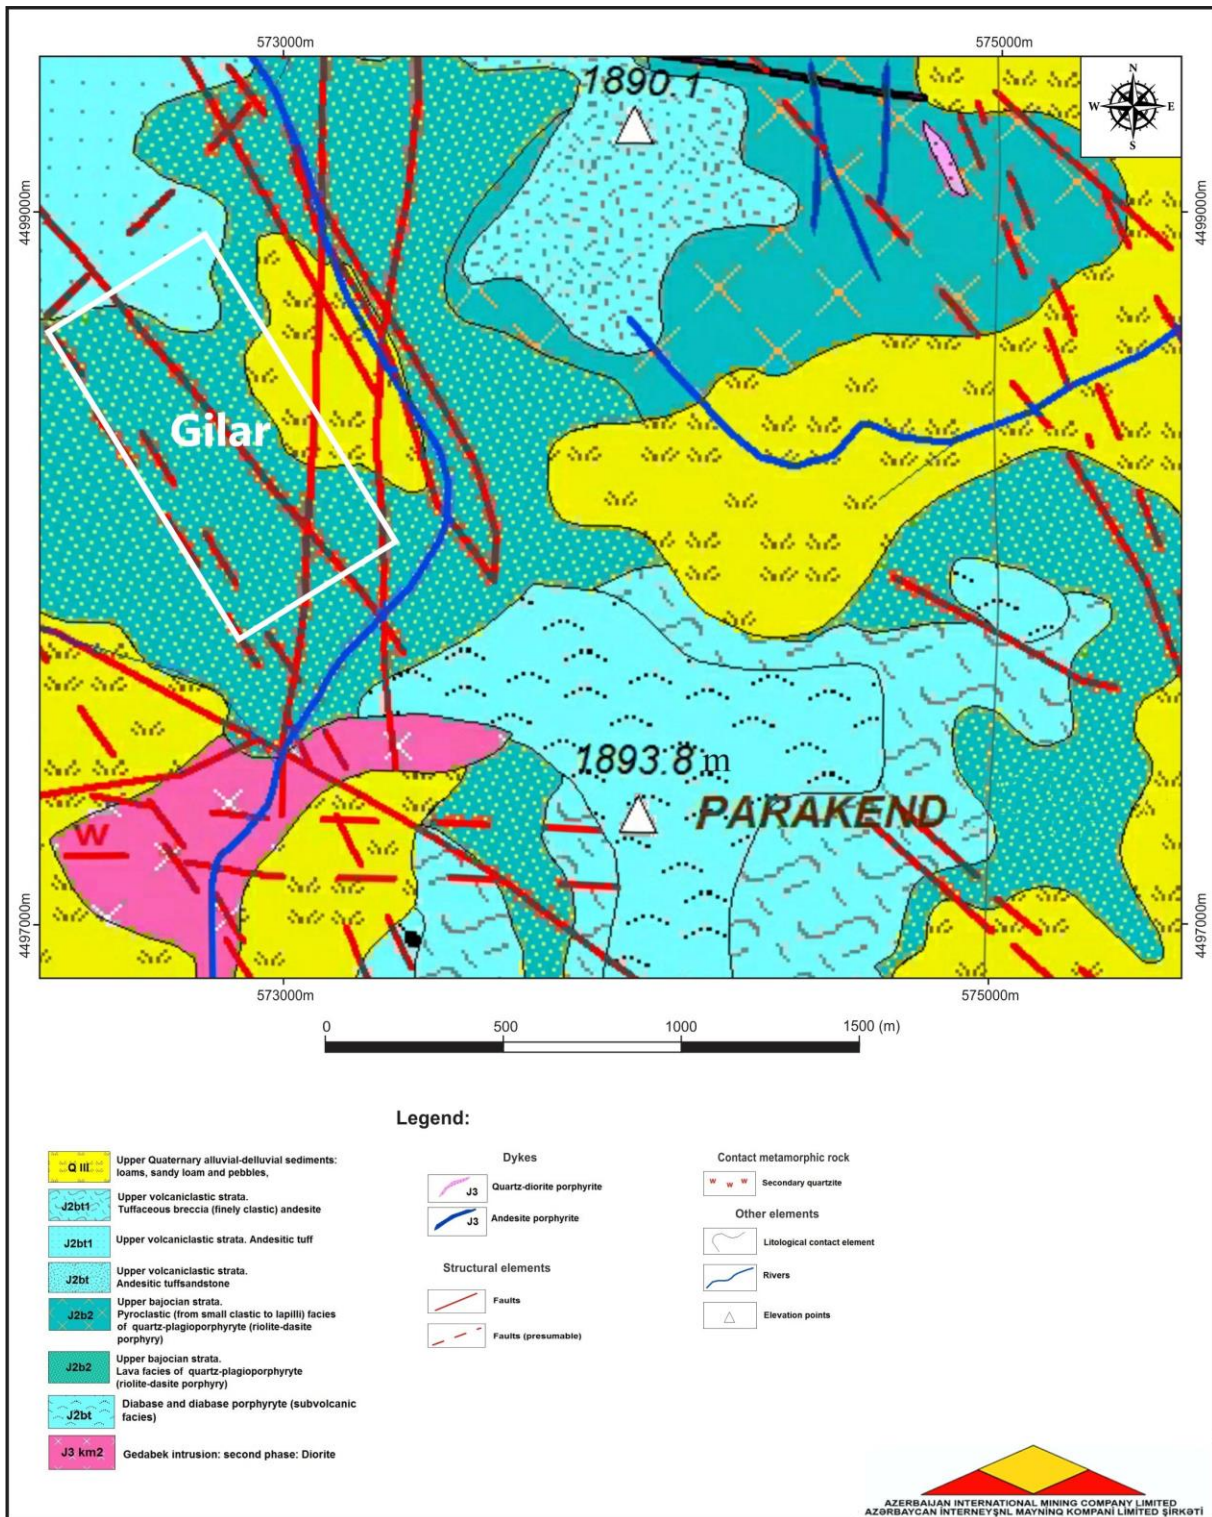 573000m
575000m
N
W
E
S
1890.1
4499000m
4499000m
Gilar
1893.8 m
PARAKEND
W
4497000m
4497000m
573000m
575000m
0
500
1000
1500 (m)
Legend:
Q III
Upper Quaternary alluvial-delluvial sediments:
loams, sandy loam and pebbles,
J2bt1
Upper volcaniclastic strata.
Tuffaceous breccia (finely clastic) andesite
J2bt1
Upper volcaniclastic strata. Andesitic tuff
J2bt
Upper volcaniclastic strata.
Andesitic tuffsandstone
J2b2
Upper bajocian strata.
Pyroclastic (from small clastic to lapilli) facies
of quartz-plagioporphyryte (riolite-dasite
porphyry)
J2b2
Upper bajocian strata.
Lava facies of quartz-plagioporphyryte
(riolite-dasite porphyry)
J2bt
Diabase and diabase porphyryte (subvolcanic
facies)
J3 km2
Gedabek intrusion: second phase: Diorite
Dykes
J3
Quartz-diorite porphyrite
J3
Andesite porphyrite
Structural elements
Faults
Faults (presumable)
Contact metamorphic rock
W W W
Secondary quartzite
Other elements
Litological contact element
Rivers
Elevation points
AZERBAIJAN INTERNATIONAL MINING COMPANY LIMITED
AZƏRBAYCAN İNTERNEYŞNL MAYNİNQ KOMPANİ LİMİTED ŞİRKƏTİ